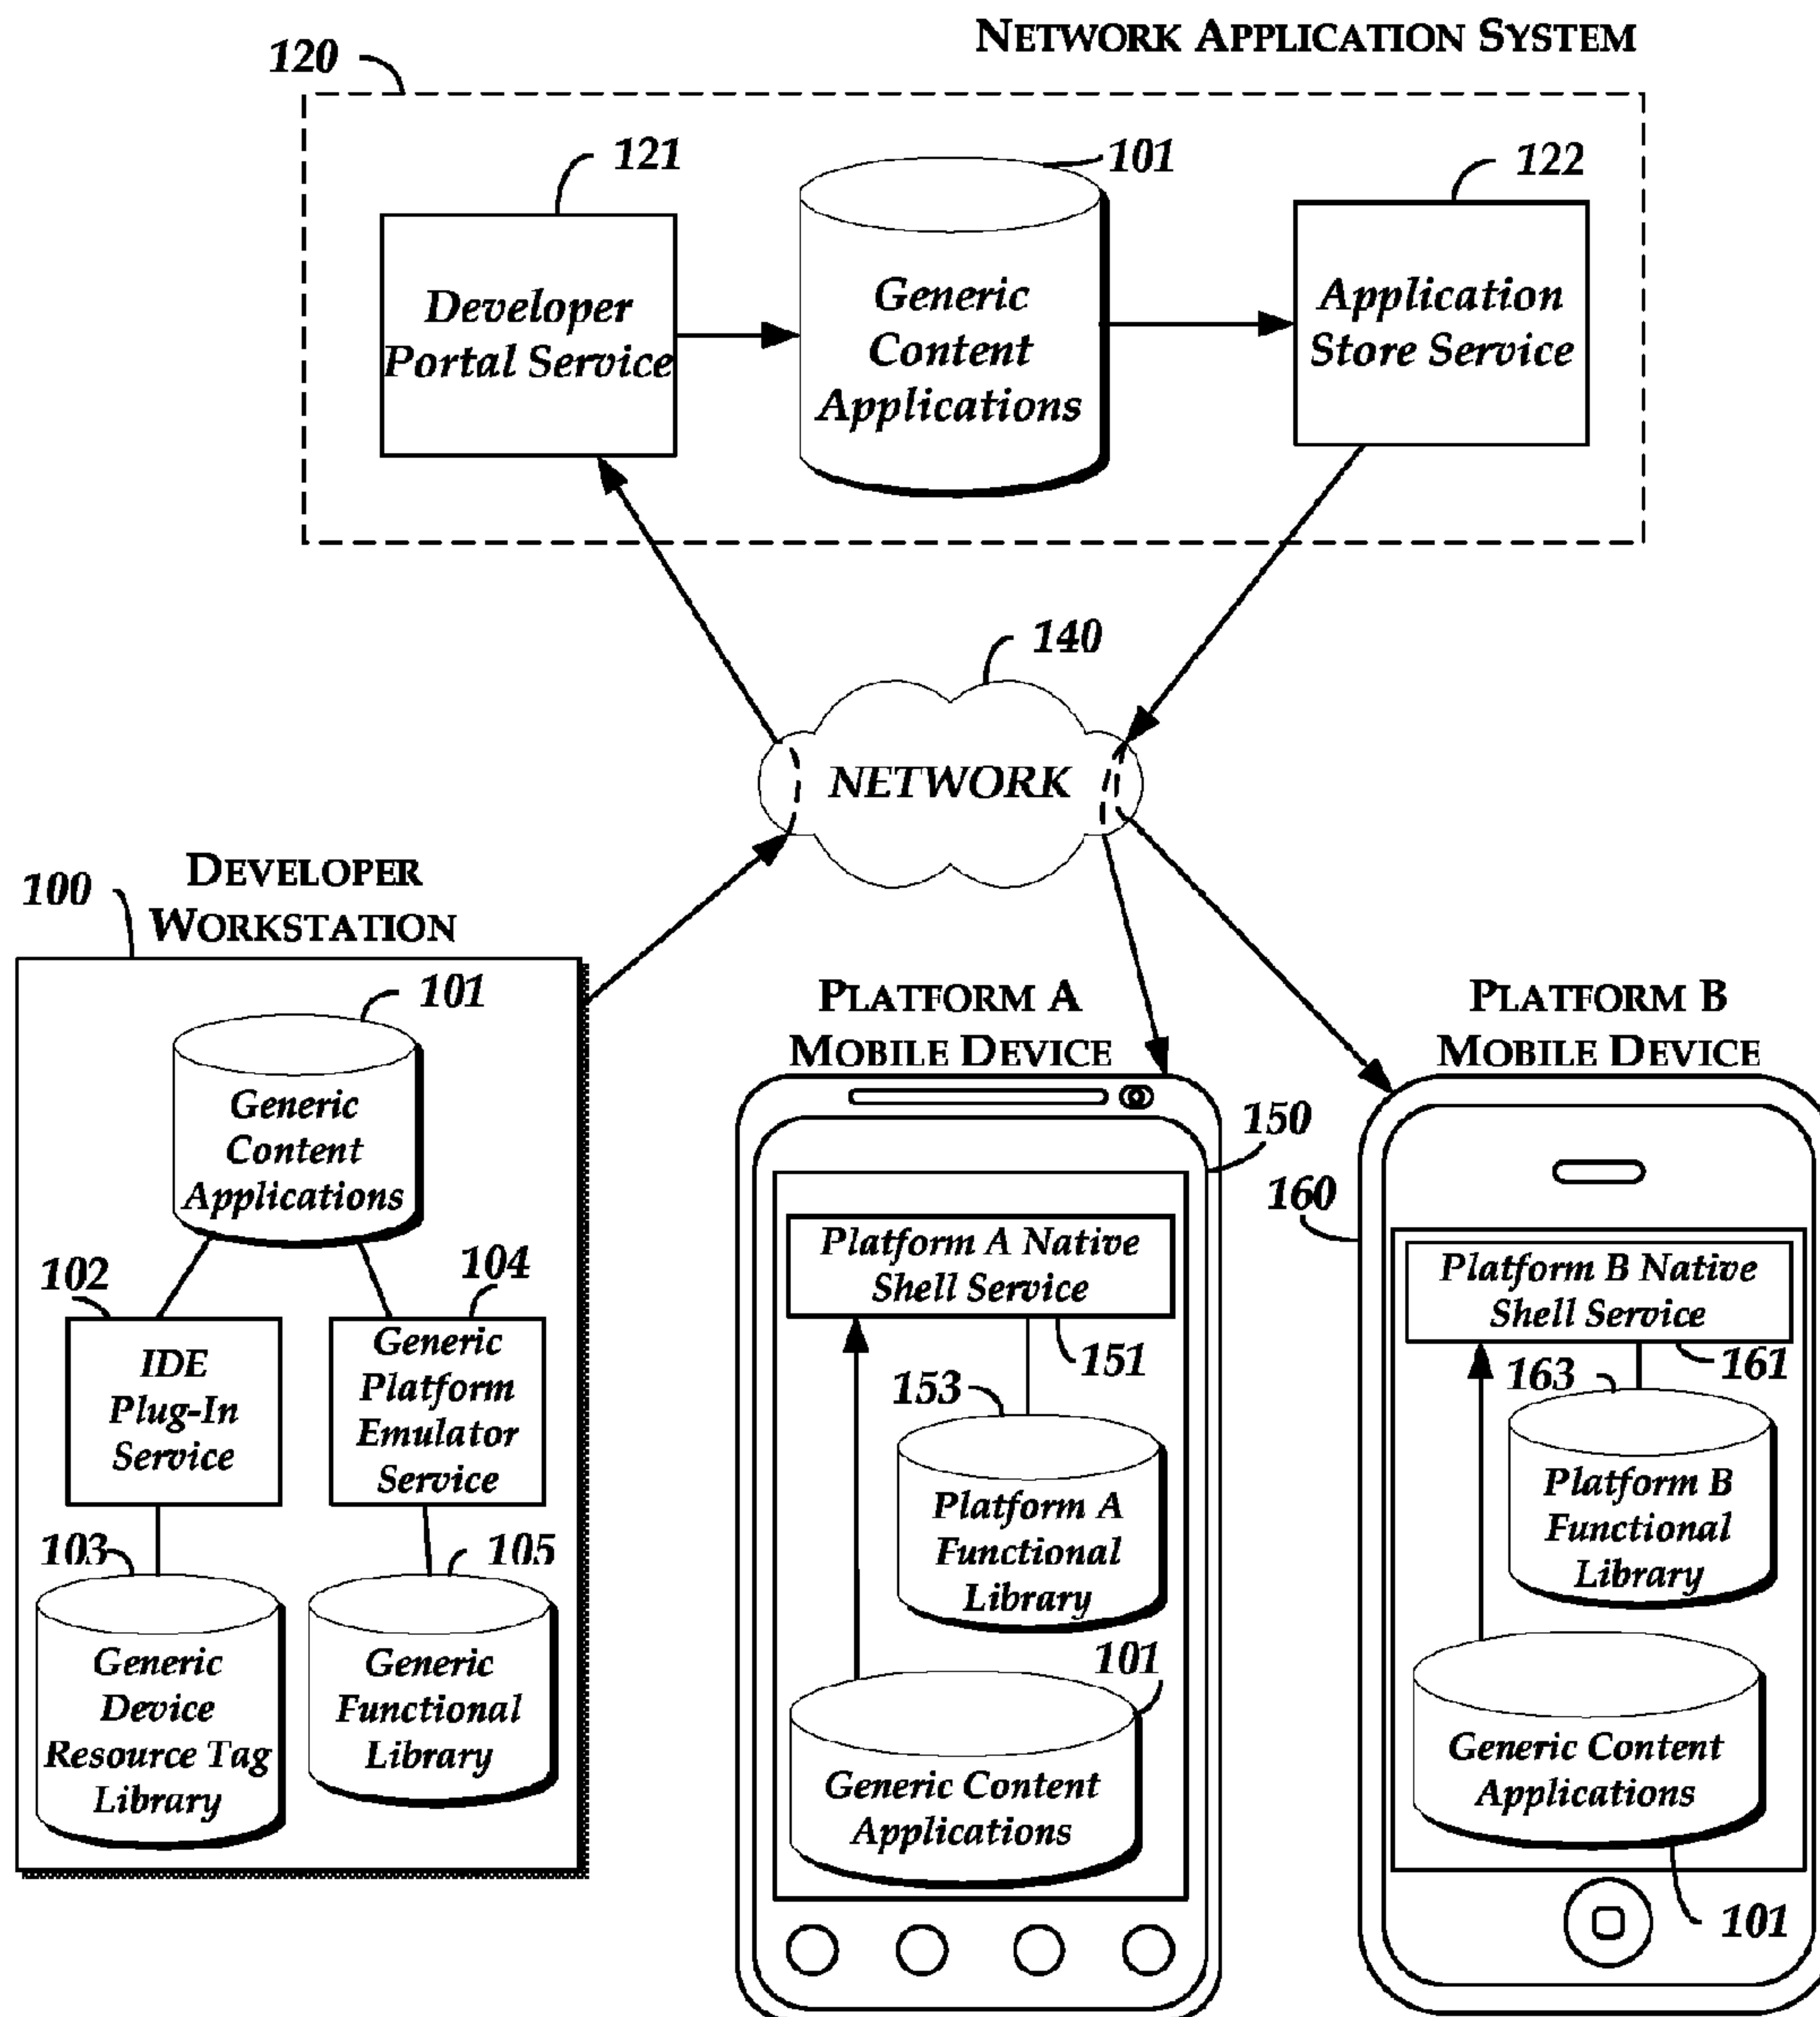 NETWORK APPLICATION SYSTEM
120
121
101
122
Developer
Portal Service
Generic
Content
Applications
Application
Store Service
140
NETWORK
100
DEVELOPER
WORKSTATION
101
Generic
Content
Applications
102
104
IDE
Plug-In
Service
Generic
Platform
Emulator
Service
103
105
Generic
Device
Resource Tag
Library
Generic
Functional
Library
PLATFORM A
MOBILE DEVICE
150
Platform A Native
Shell Service
151
153
Platform A
Functional
Library
101
Generic Content
Applications
PLATFORM B
MOBILE DEVICE
160
Platform B Native
Shell Service
161
163
Platform B
Functional
Library
Generic Content
Applications
101